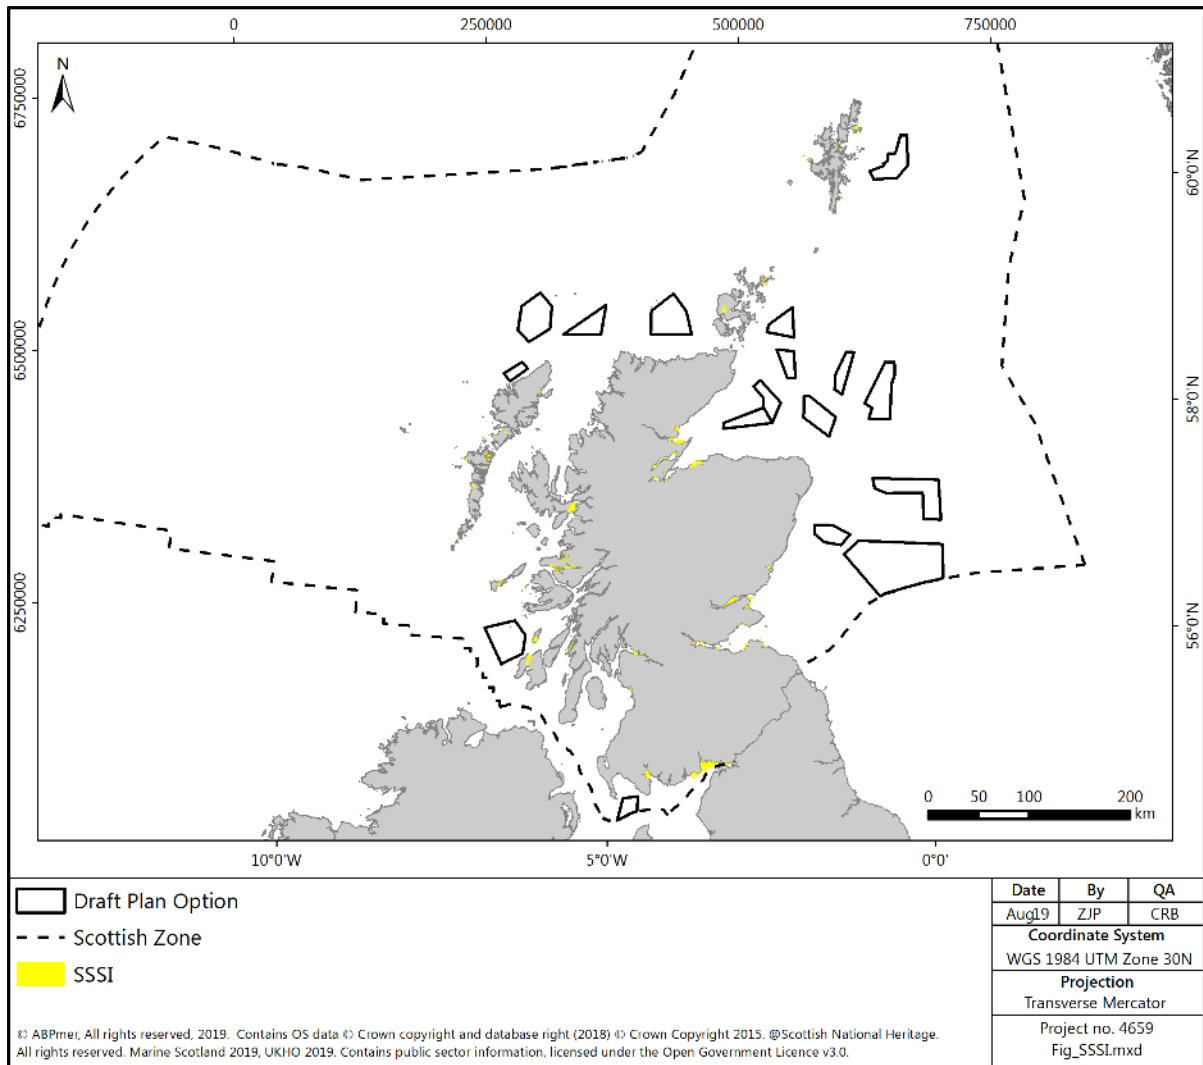 0 250000 500000 750000
N
6750000
6500000
6250000
60°0'N
58°0'N
56°0'N
0 50 100 200
km
10°0'W 5°0'W 0°0'
Draft Plan Option
Scottish Zone
SSSI
Date By QA
Aug19 ZJP CRB
Coordinate System
WGS 1984 UTM Zone 30N
Projection
Transverse Mercator
Project no. 4659
Fig_SSSI.mxd
© ABPmer, All rights reserved, 2019. Contains OS data © Crown copyright and database right (2018) © Crown Copyright 2015. @Scottish National Heritage.
All rights reserved. Marine Scotland 2019, UKHO 2019. Contains public sector information, licensed under the Open Government Licence v3.0.